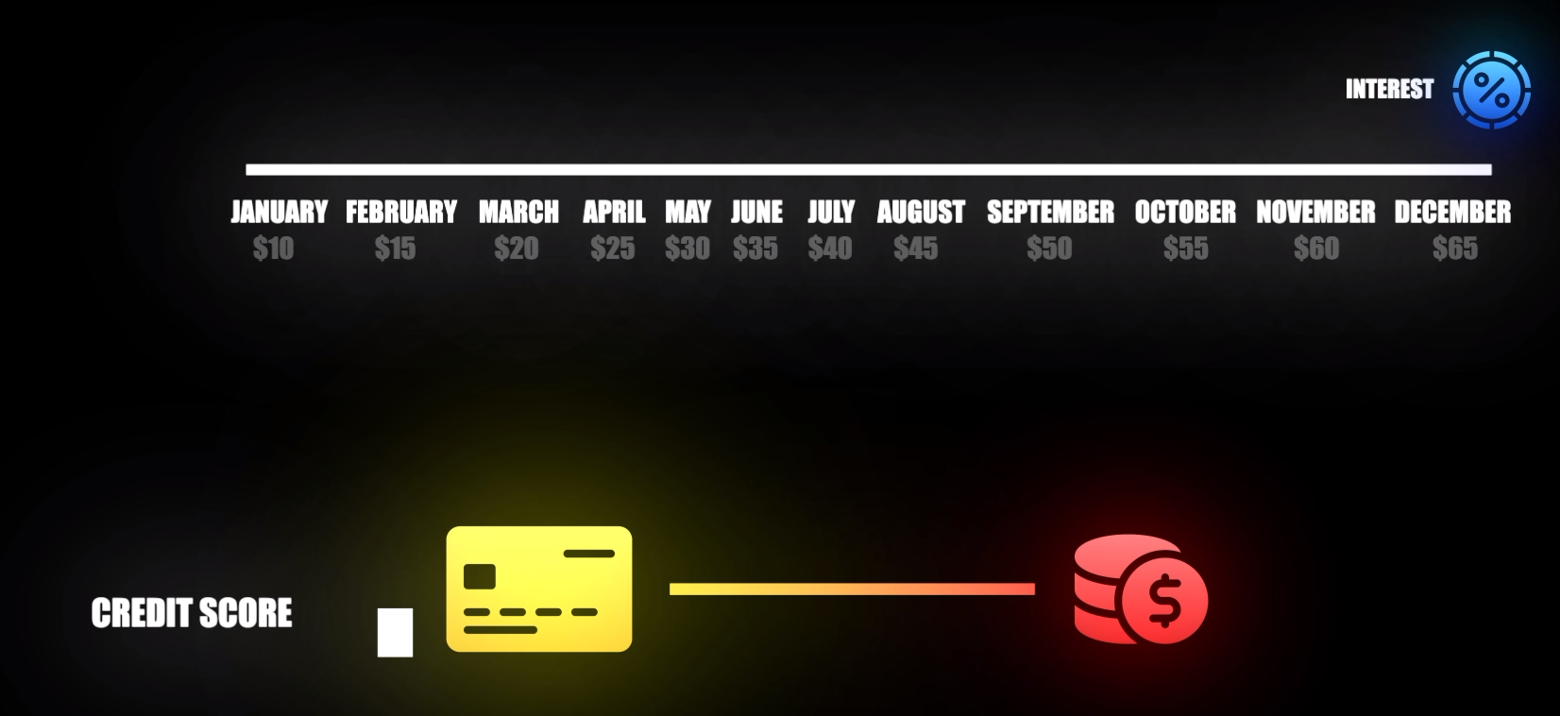 INTEREST %
JANUARY FEBRUARY MARCH APRIL MAY JUNE JULY AUGUST SEPTEMBER OCTOBER NOVEMBER DECEMBER
$10 $15 $20 $25 $30 $35 $40 $45 $50 $55 $60 $65
$
CREDIT SCORE